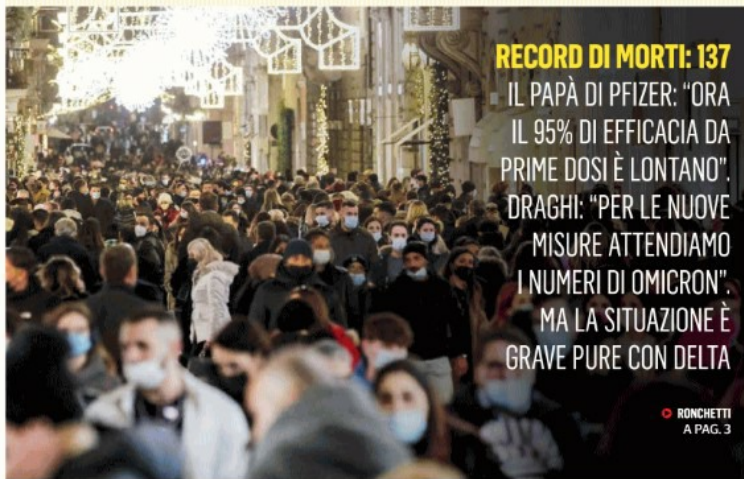 RECORD DI MORTI: 137
IL PAPÀ DI PFIZER: “ORA
IL 95% DI EFFICACIA DA
PRIME DOSI È LONTANO”.
DRAGHI: “PER LE NUOVE
MISURE ATTENDIAMO
I NUMERI DI OMICRON”.
MA LA SITUAZIONE È
GRAVE PURE CON DELTA
RONCHETTI
A PAG. 3